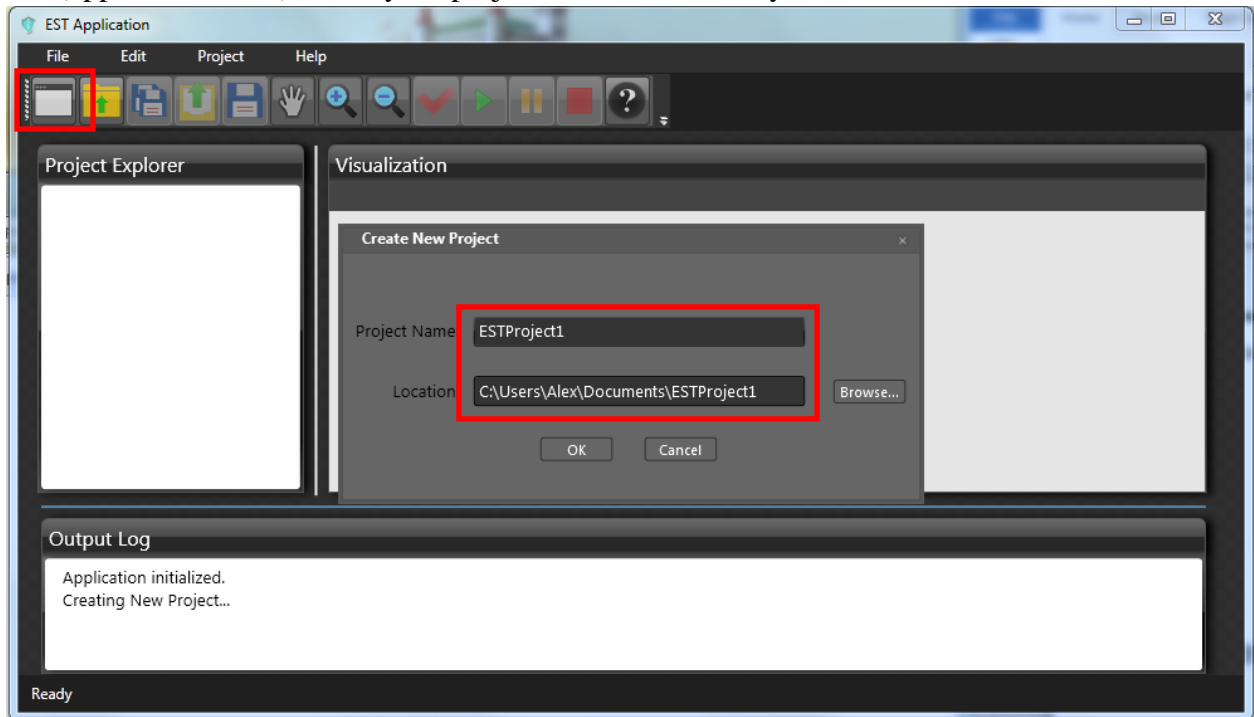 EST Application
File Edit Project Help
?
Project Explorer
Visualization
Create New Project
Project Name ESTProject1
Location C:\Users\Alex\Documents\ESTProject1 Browse...
OK Cancel
Output Log
Application initialized.
Creating New Project...
Ready